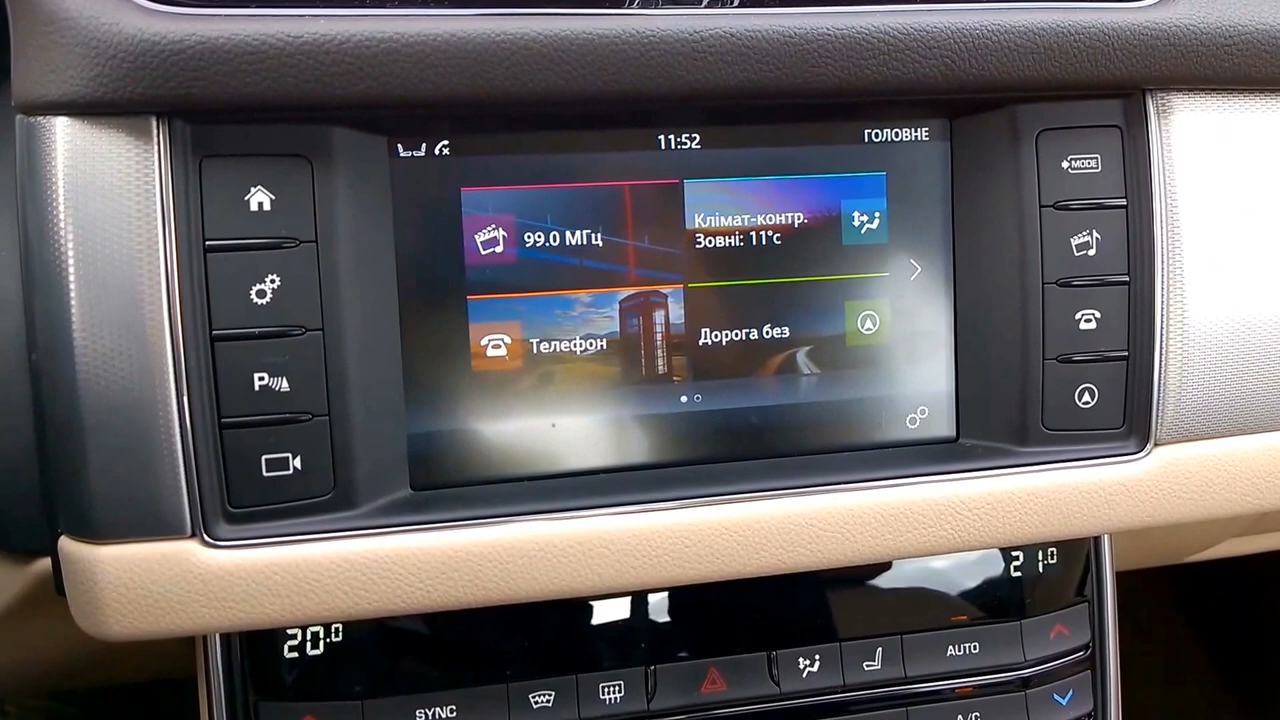 11:52
ГОЛОВНЕ
99.0 МГц
Клімат-контр.
Зовні: 11°c
Телефон
Дорога без
MODE
P
20.0
21.0
SYNC
AUTO
A/C